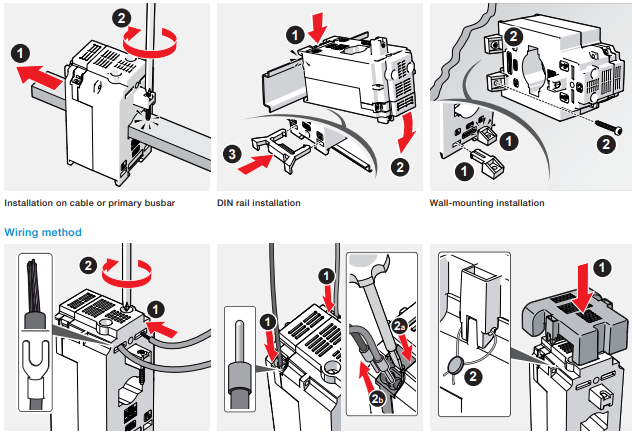 1
2
1
2
3
2
1
1
2
Installation on cable or primary busbar
DIN rail installation
Wall-mounting installation
Wiring method
2
1
1
1
2a
2b
1
2